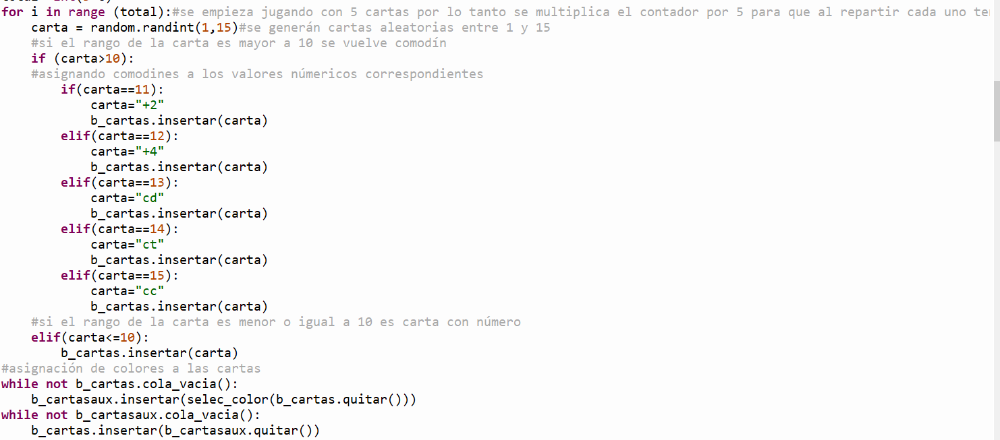 for i in range (total):#se empieza jugando con 5 cartas por lo tanto se multiplica el contador por 5 para que al repartir cada uno
    carta = random.randint(1,15)#se generán cartas aleatorias entre 1 y 15
    #si el rango de la carta es mayor a 10 se vuelve comodín
    if (carta>10):
    #asignando comodines a los valores númericos correspondientes
        if(carta==11):
            carta="+2"
            b_cartas.insertar(carta)
        elif(carta==12):
            carta="+4"
            b_cartas.insertar(carta)
        elif(carta==13):
            carta="cd"
            b_cartas.insertar(carta)
        elif(carta==14):
            carta="ct"
            b_cartas.insertar(carta)
        elif(carta==15):
            carta="cc"
            b_cartas.insertar(carta)
    #si el rango de la carta es menor o igual a 10 es carta con número
    elif(carta<=10):
        b_cartas.insertar(carta)
#asignación de colores a las cartas
while not b_cartas.cola_vacia():
    b_cartasaux.insertar(selec_color(b_cartas.quitar()))
while not b_cartasaux.cola_vacia():
    b_cartas.insertar(b_cartasaux.quitar())